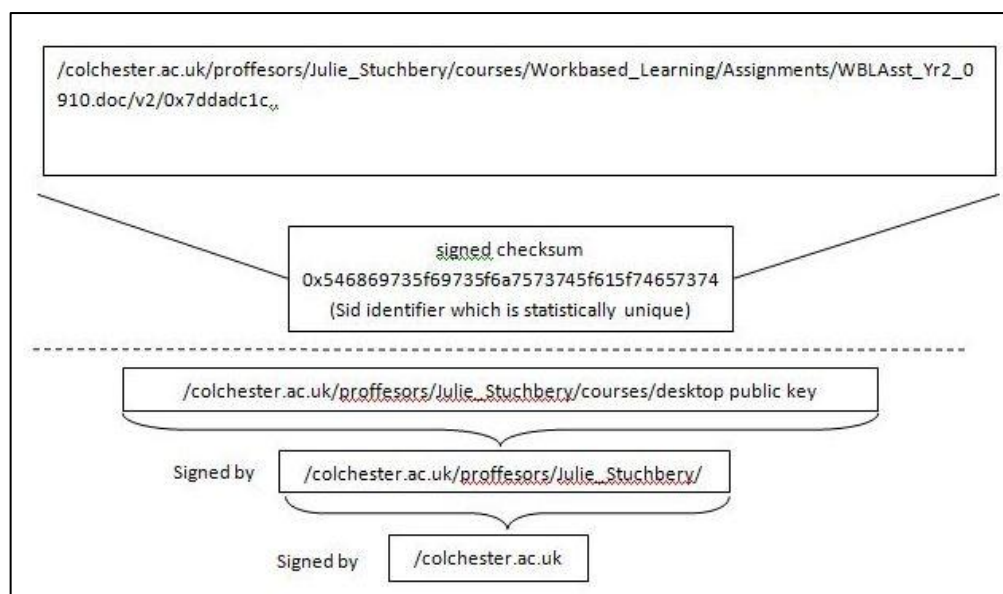 /colchester.ac.uk/proffesors/Julie_Stuchbery/courses/Workbased_Learning/Assignments/WBLAsst_Yr2_0
910.doc/v2/0x7ddadc1c,,
signed checksum
0x546869735f69735f6a7573745f615f74657374
(Sid identifier which is statistically unique)
/colchester.ac.uk/proffesors/Julie_Stuchbery/courses/desktop public key
Signed by /colchester.ac.uk/proffesors/Julie_Stuchbery/
Signed by /colchester.ac.uk